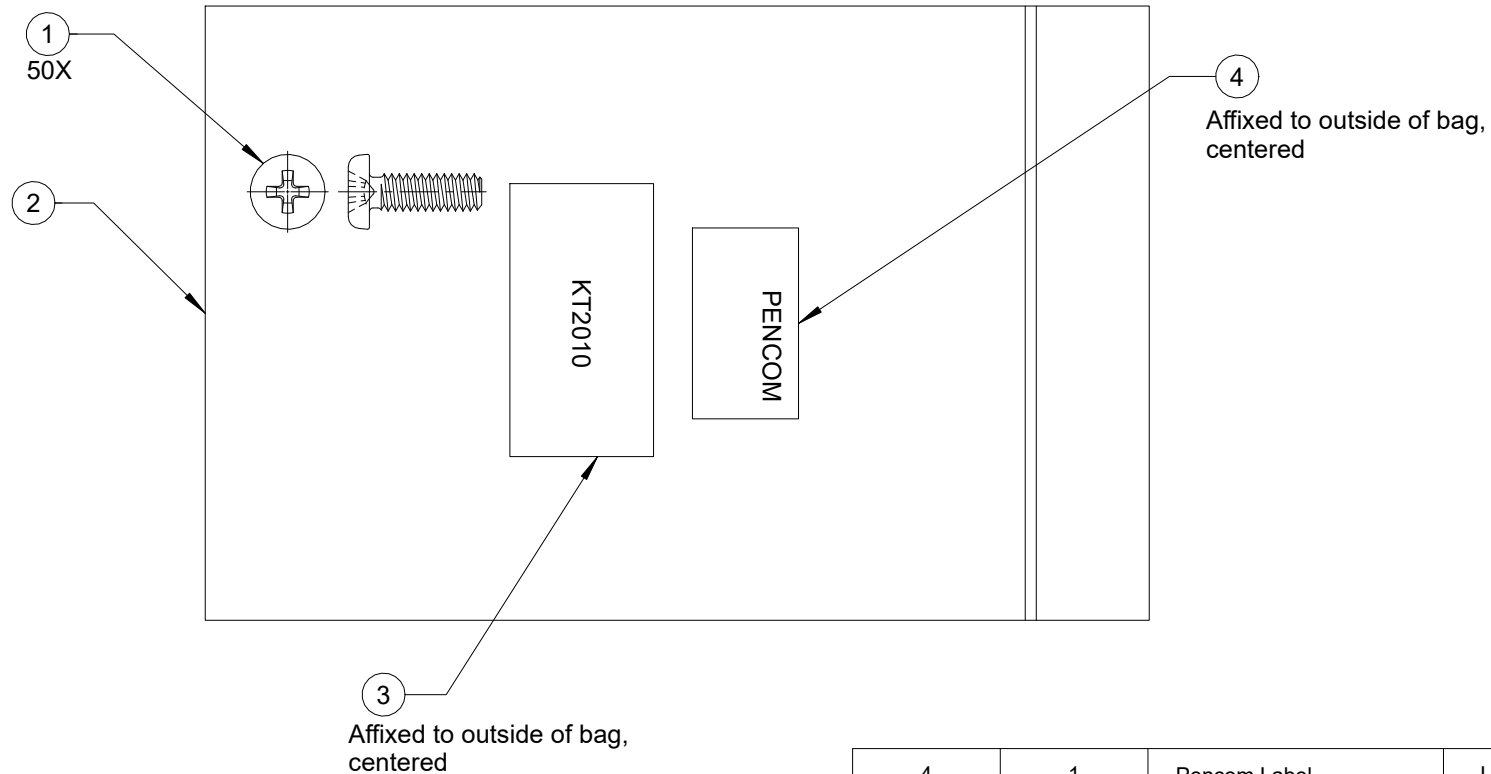 1
50X
4
Affixed to outside of bag,
centered
2
KT2010
PENCOM
3
Affixed to outside of bag,
centered
4 1 Pencom Label